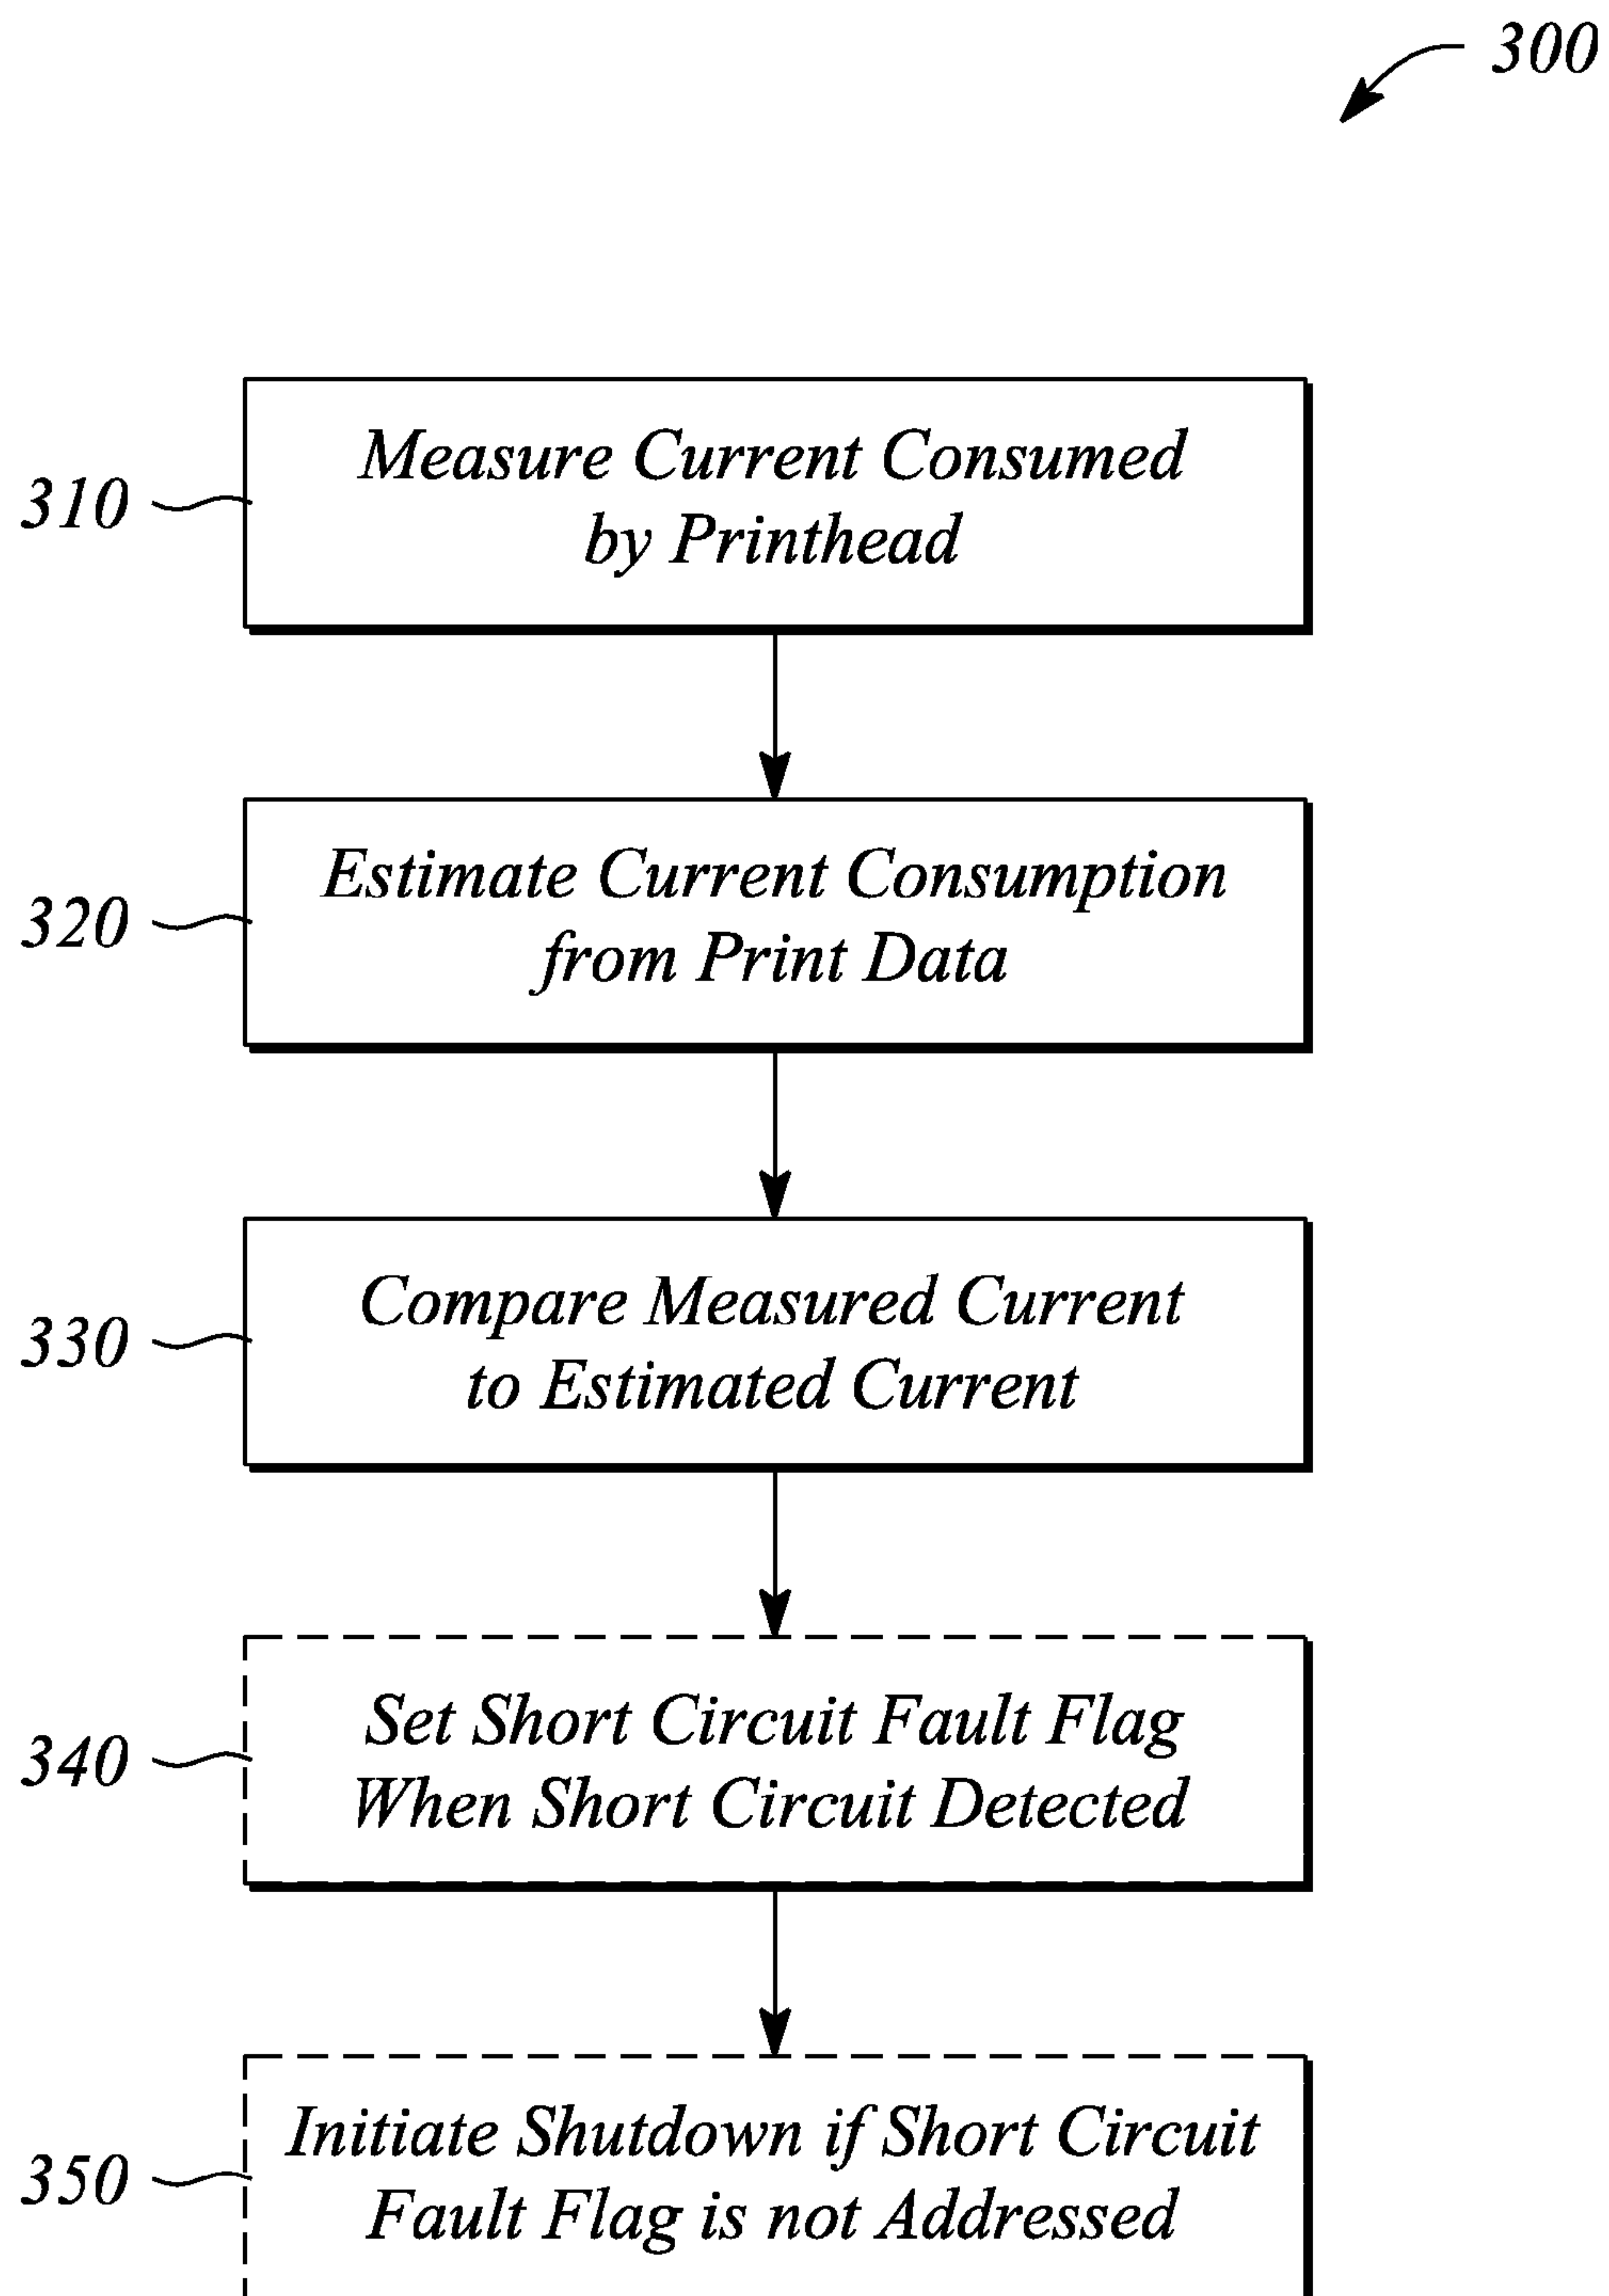 300
310
Measure Current Consumed
by Printhead
320
Estimate Current Consumption
from Print Data
330
Compare Measured Current
to Estimated Current
340
Set Short Circuit Fault Flag
When Short Circuit Detected
350
Initiate Shutdown if Short Circuit
Fault Flag is not Addressed